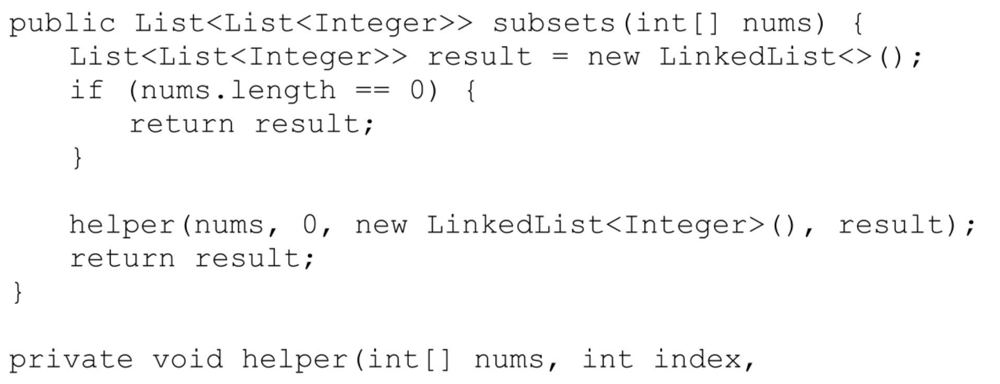 public List<List<Integer>> subsets(int[] nums) {
    List<List<Integer>> result = new LinkedList<>();
    if (nums.length == 0) {
        return result;
    }

    helper(nums, 0, new LinkedList<Integer>(), result);
    return result;
}

private void helper(int[] nums, int index,